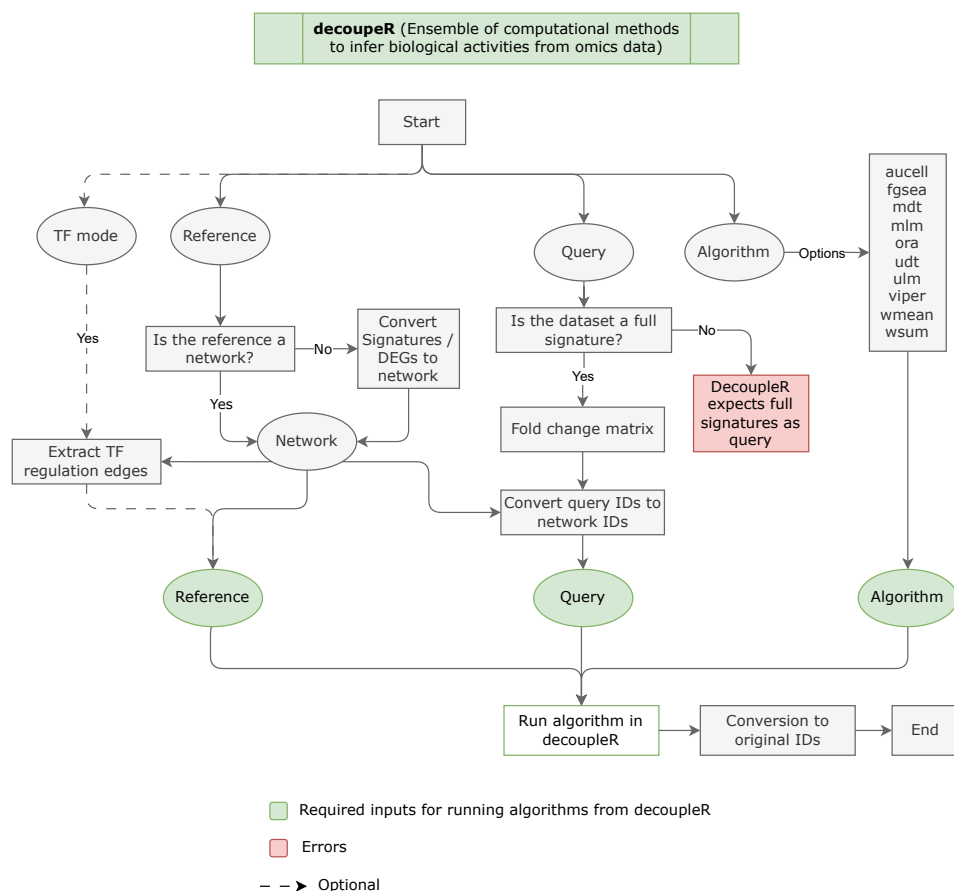 decoupeR (Ensemble of computational methods
to infer biological activities from omics data)
Start
TF mode
Reference
Query
Algorithm
Options
aucell
fgsea
mdt
mlm
ora
udt
ulm
viper
wmean
wsum
Yes
Is the reference a
network?
No
Convert
Signatures /
DEGs to
network
Is the dataset a full
signature?
No
DecoupleR
expects full
signatures as
query
Yes
Yes
Fold change matrix
Network
Extract TF
regulation edges
Convert query IDs to
network IDs
Reference
Query
Algorithm
Run algorithm in
decoupleR
Conversion to
original IDs
End
Required inputs for running algorithms from decoupleR
Errors
Optional